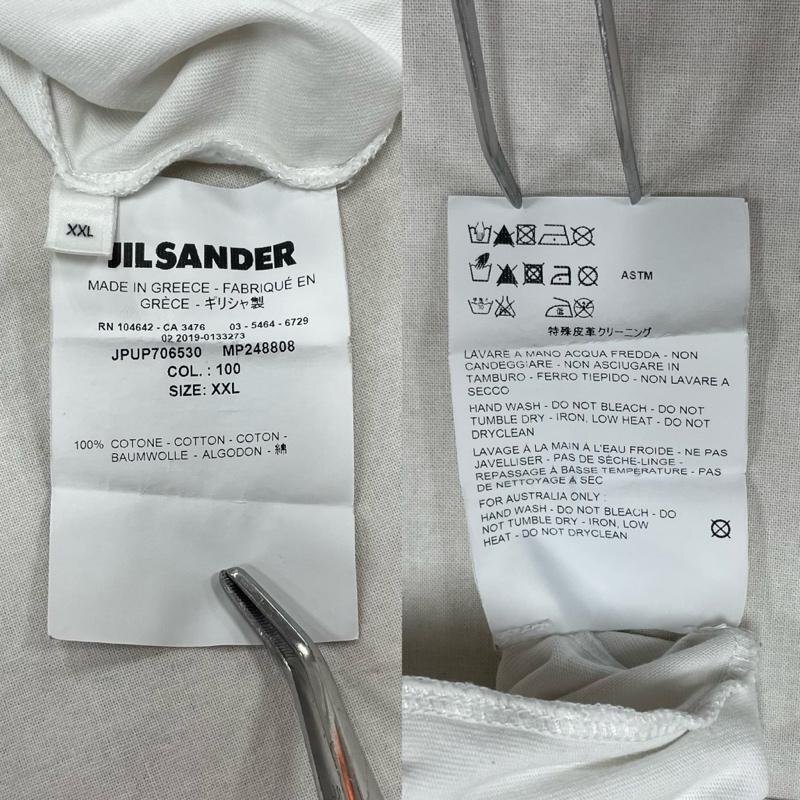 XXL
JIL SANDER
MADE IN GREECE - FABRIQUÉ EN
GRÈCE - ギリシャ製
RN 104642 - CA 3476 03 - 5464 - 6729
02 2019-0133273
JPUP706530 MP248808
COL. : 100
SIZE: XXL
100% COTONE - COTTON - COTON -
BAUMWOLLE - ALGODON - 綿
ASTM
特殊皮革クリーニング
LAVARE A MANO ACQUA FREDDA - NON
CANDEGGIARE - NON ASCIUGARE IN
TAMBURO - FERRO TIEPIDO - NON LAVARE A
SECCO
HAND WASH - DO NOT BLEACH - DO NOT
TUMBLE DRY - IRON, LOW HEAT - DO NOT
DRYCLEAN
LAVAGE À LA MAIN À L'EAU FROIDE - NE PAS
JAVELLISER - PAS DE SÈCHE-LINGE -
REPASSAGE À BASSE TEMPÉRATURE - PAS
DE NETTOYAGE A SEC
FOR AUSTRALIA ONLY :
HAND WASH - DO NOT BLEACH - DO
NOT TUMBLE DRY - IRON, LOW
HEAT - DO NOT DRYCLEAN